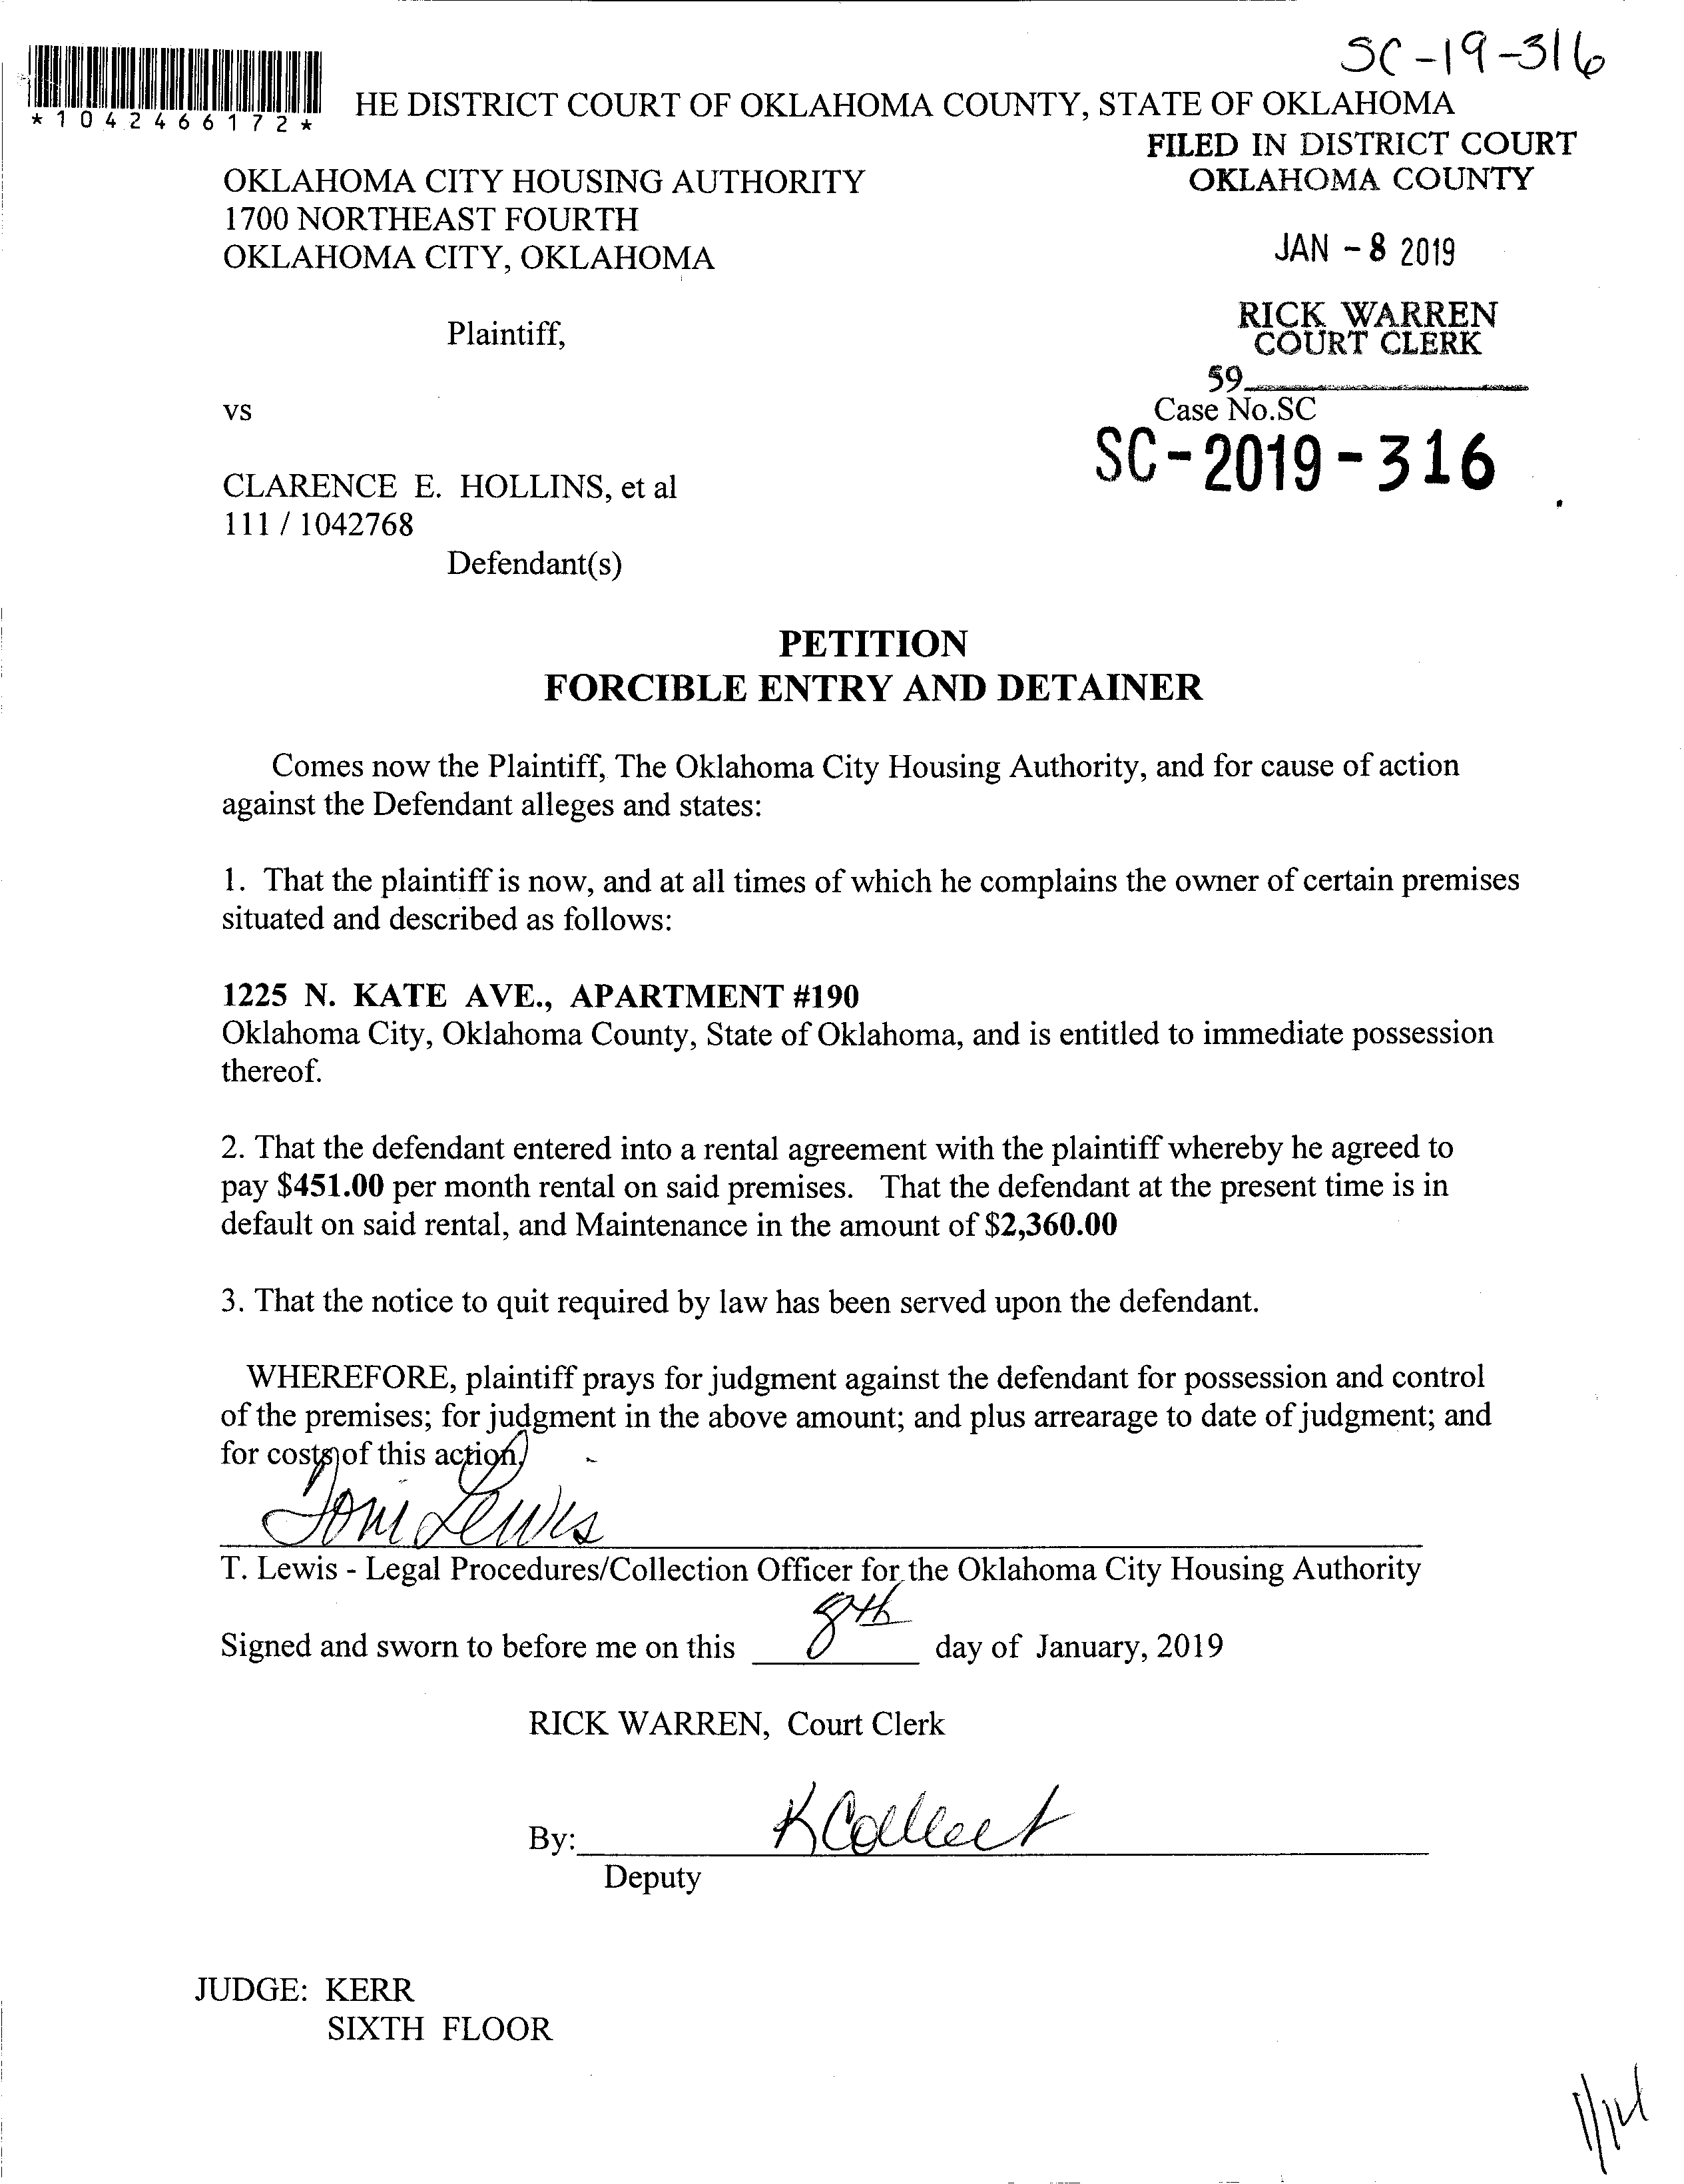 SC-19-316
*1042466172*
HE DISTRICT COURT OF OKLAHOMA COUNTY, STATE OF OKLAHOMA
FILED IN DISTRICT COURT
OKLAHOMA COUNTY
OKLAHOMA CITY HOUSING AUTHORITY
1700 NORTHEAST FOURTH
OKLAHOMA CITY, OKLAHOMA
JAN -8 2019
RICK WARREN
COURT CLERK
Plaintiff,
59
vs
Case No.SC
SC-2019-316
CLARENCE E. HOLLINS, et al
111 / 1042768
Defendant(s)
PETITION
FORCIBLE ENTRY AND DETAINER
Comes now the Plaintiff, The Oklahoma City Housing Authority, and for cause of action
against the Defendant alleges and states:
1. That the plaintiff is now, and at all times of which he complains the owner of certain premises
situated and described as follows:
1225 N. KATE AVE., APARTMENT #190
Oklahoma City, Oklahoma County, State of Oklahoma, and is entitled to immediate possession
thereof.
2. That the defendant entered into a rental agreement with the plaintiff whereby he agreed to
pay $451.00 per month rental on said premises. That the defendant at the present time is in
default on said rental, and Maintenance in the amount of $2,360.00
3. That the notice to quit required by law has been served upon the defendant.
WHEREFORE, plaintiff prays for judgment against the defendant for possession and control
of the premises; for judgment in the above amount; and plus arrearage to date of judgment; and
for costs of this action.
Toni Lewis
T. Lewis - Legal Procedures/Collection Officer for the Oklahoma City Housing Authority
Signed and sworn to before me on this 8th day of January, 2019
RICK WARREN, Court Clerk
By: K
Deputy
JUDGE: KERR
SIXTH FLOOR